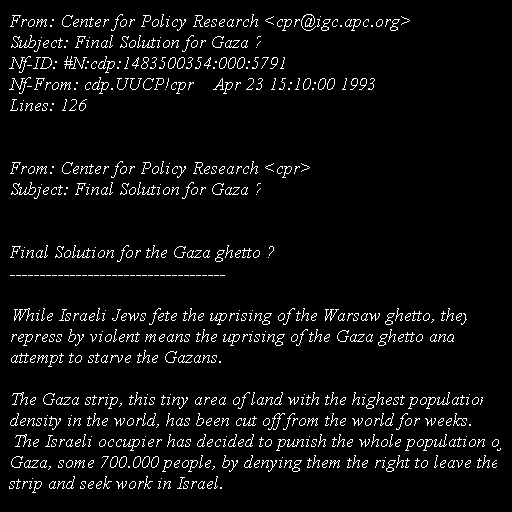 From: Center for Policy Research <cpr@igc.apc.org>
Subject: Final Solution for Gaza ?
Nf-ID: #N:cdp:1483500354:000:5791
Nf-From: cdp.UUCP!cpr    Apr 23 15:10:00 1993
Lines: 126
From: Center for Policy Research <cpr>
Subject: Final Solution for Gaza ?
Final Solution for the Gaza ghetto ?
------------------------------------
While Israeli Jews fete the uprising of the Warsaw ghetto, they
repress by violent means the uprising of the Gaza ghetto and
attempt to starve the Gazans.
The Gaza strip, this tiny area of land with the highest population
density in the world, has been cut off from the world for weeks.
The Israeli occupier has decided to punish the whole population of
Gaza, some 700.000 people, by denying them the right to leave the
strip and seek work in Israel.